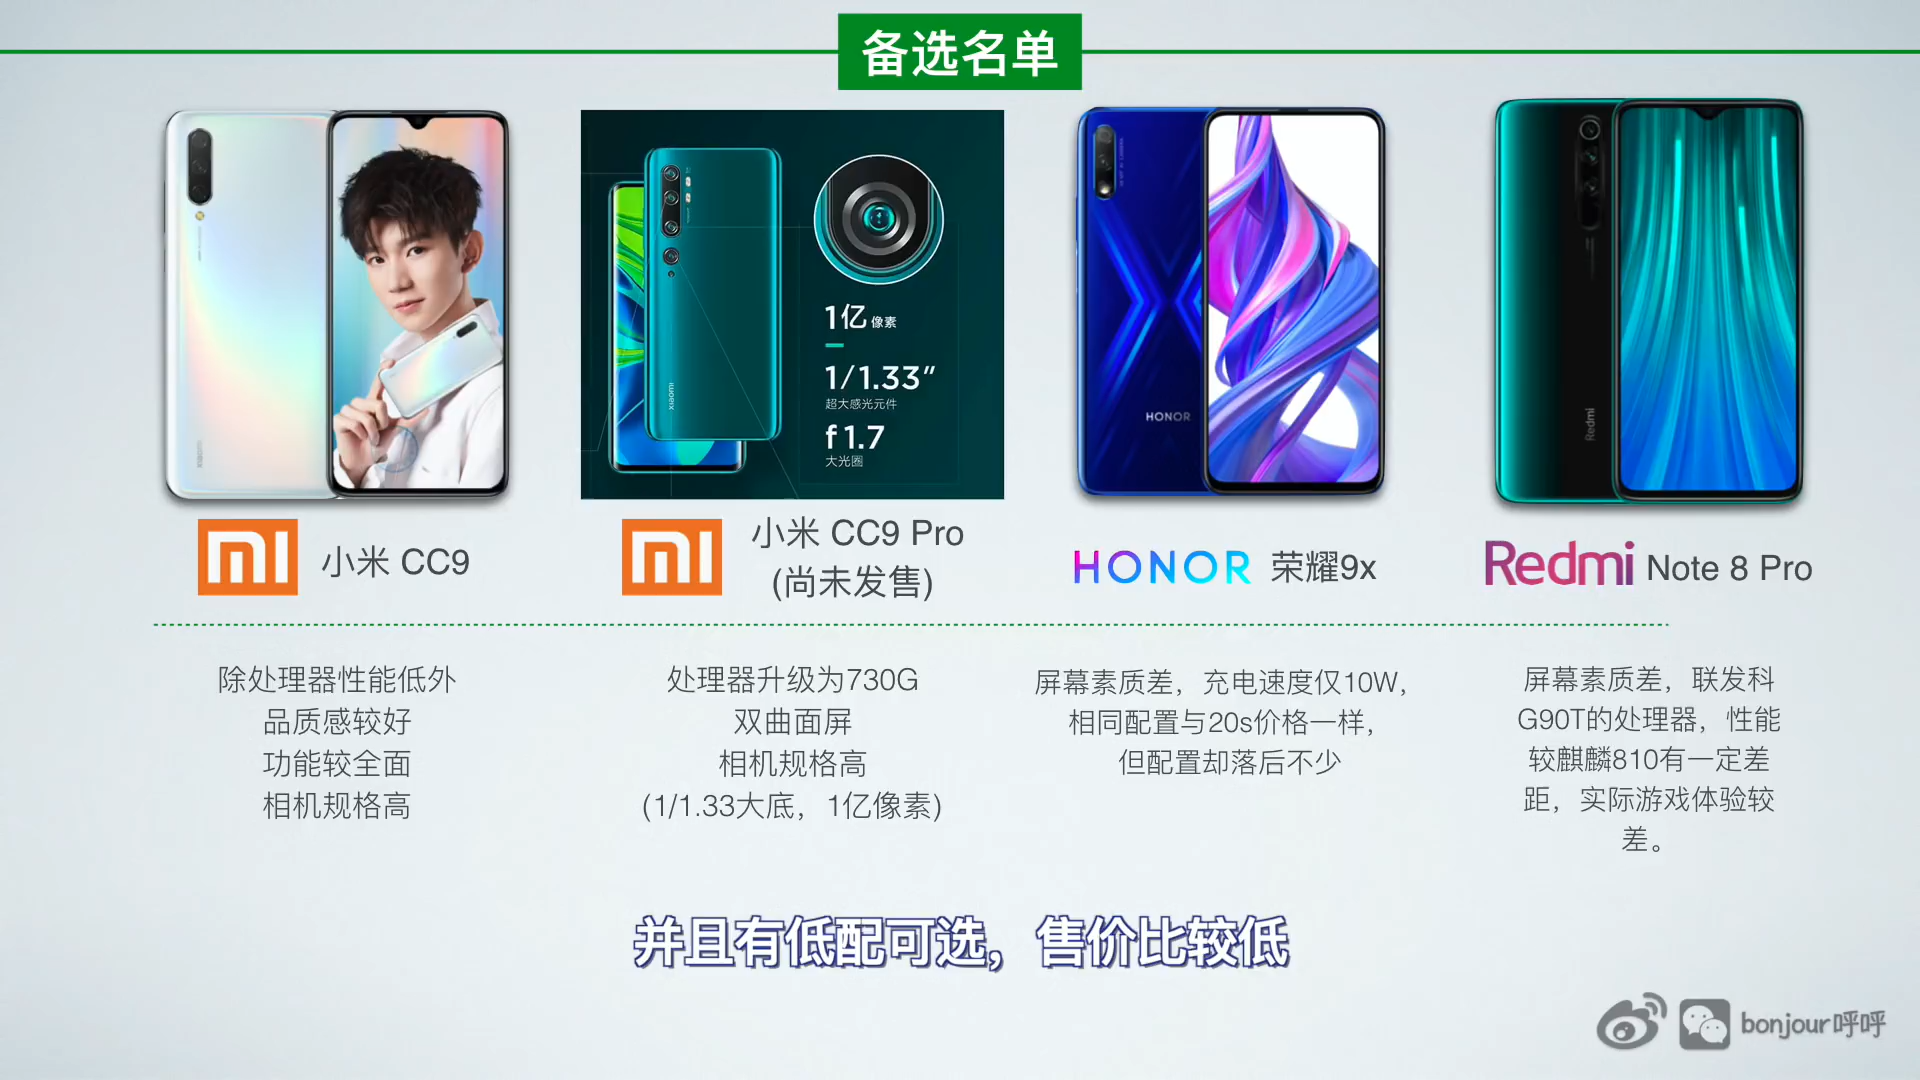 备选名单
1亿 像素
1/1.33″
超大感光元件
f1.7
大光圈
xiaomi
HONOR
Redmi
小米 CC9
小米 CC9 Pro
(尚未发售)
HONOR 荣耀9x
Redmi Note 8 Pro
除处理器性能低外
品质感较好
功能较全面
相机规格高
处理器升级为730G
双曲面屏
相机规格高
(1/1.33大底，1亿像素)
屏幕素质差，充电速度仅10W，
相同配置与20s价格一样，
但配置却落后不少
屏幕素质差，联发科
G90T的处理器，性能
较麒麟810有一定差
距，实际游戏体验较
差。
并且有低配可选，售价比较低
bonjour呼呼